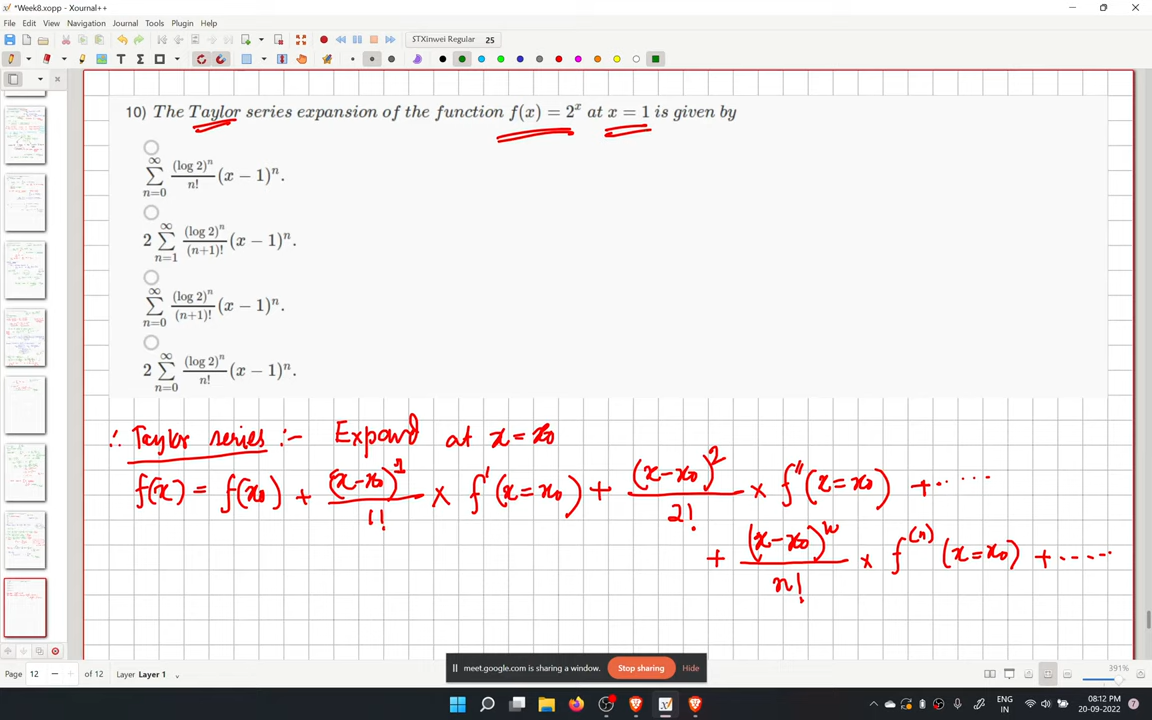 *Week8.xopp - Xournal++
File Edit View Navigation Journal Tools Plugin Help
STXinwei Regular 25
10) The Taylor series expansion of the function f(x) = 2^x at x = 1 is given by
∑_{n=0}^{∞} (log 2)^n / n! (x − 1)^n.
2 ∑_{n=1}^{∞} (log 2)^n / (n+1)! (x − 1)^n.
∑_{n=0}^{∞} (log 2)^n / (n+1)! (x − 1)^n.
2 ∑_{n=0}^{∞} (log 2)^n / n! (x − 1)^n.
∴ Taylor series :- Expand at x = x₀
f(x) = f(x₀) + (x−x₀)^1 / 1! × f'(x=x₀) + (x−x₀)^2 / 2! × f''(x=x₀) + ......
+ (x−x₀)^n / n! × f^(n) (x=x₀) + ......
meet.google.com is sharing a window. Stop sharing Hide
Page 12 of 12 Layer Layer 1 391%
ENG 08:12 PM
IN 20-09-2022